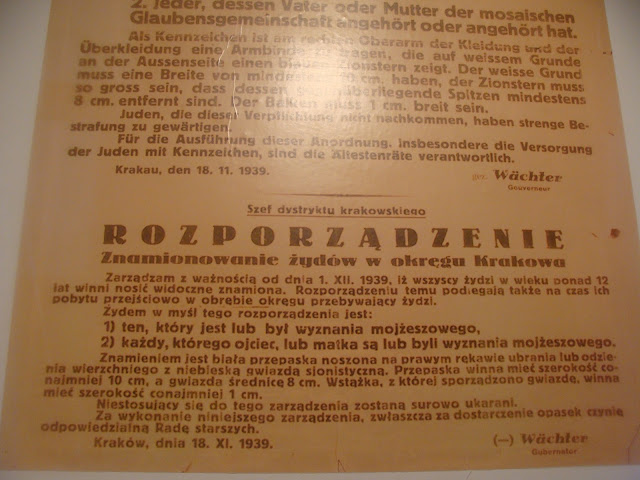 2. Jeder, dessen Vater oder Mutter der mosaischen
Glaubensgemeinschaft angehört oder angehört hat.
Als Kennzeichen ist am rechten Oberarm der Kleidung und der
Überkleidung eine Armbinde zu tragen, die auf weissem Grunde
an der Aussenseite einen blauen Zionstern zeigt. Der weisse Grund
muss eine Breite von mindestens 10 cm. haben, der Zionstern muss
so gross sein, dass dessen gegenüberliegende Spitzen mindestens
8 cm. entfernt sind. Der Balken muss 1 cm. breit sein.
Juden, die dieser Verpflichtung nicht nachkommen, haben strenge Be-
strafung zu gewärtigen.
Für die Ausführung dieser Anordnung, insbesondere die Versorgung
der Juden mit Kennzeichen, sind die Ältestenräte verantwortlich.
Krakau, den 18. 11. 1939.
gez. Wächter
Gouverneur
Szef dystryktu krakowskiego
ROZPORZĄDZENIE
Znamionowanie żydów w okręgu Krakowa
Zarządzam z ważnością od dnia 1. XII. 1939, iż wszyscy żydzi w wieku ponad 12
lat winni nosić widoczne znamiona. Rozporządzeniu temu podlegają także na czas ich
pobytu przejściowo w obrębie okręgu przebywający żydzi.
Żydem w myśl tego rozporządzenia jest:
1) ten, który jest lub był wyznania mojżeszowego,
2) każdy, którego ojciec, lub matka są lub byli wyznania mojżeszowego.
Znamieniem jest biała przepaska noszona na prawym rękawie ubrania lub odzie-
nia wierzchniego z niebieską gwiazdą sjonistyczną. Przepaska winna mieć szerokość co-
najmniej 10 cm, a gwiazda średnicę 8 cm. Wstążka, z której sporządzono gwiazdę, winna
mieć szerokość conajmniej 1 cm.
Niestosujący się do tego zarządzenia zostaną surowo ukarani.
Za wykonanie niniejszego zarządzenia, zwłaszcza za dostarczenie opasek czynię
odpowiedzialną Radę starszych.
Kraków, dnia 18. XI. 1939.
(—) Wächter
Gubernator